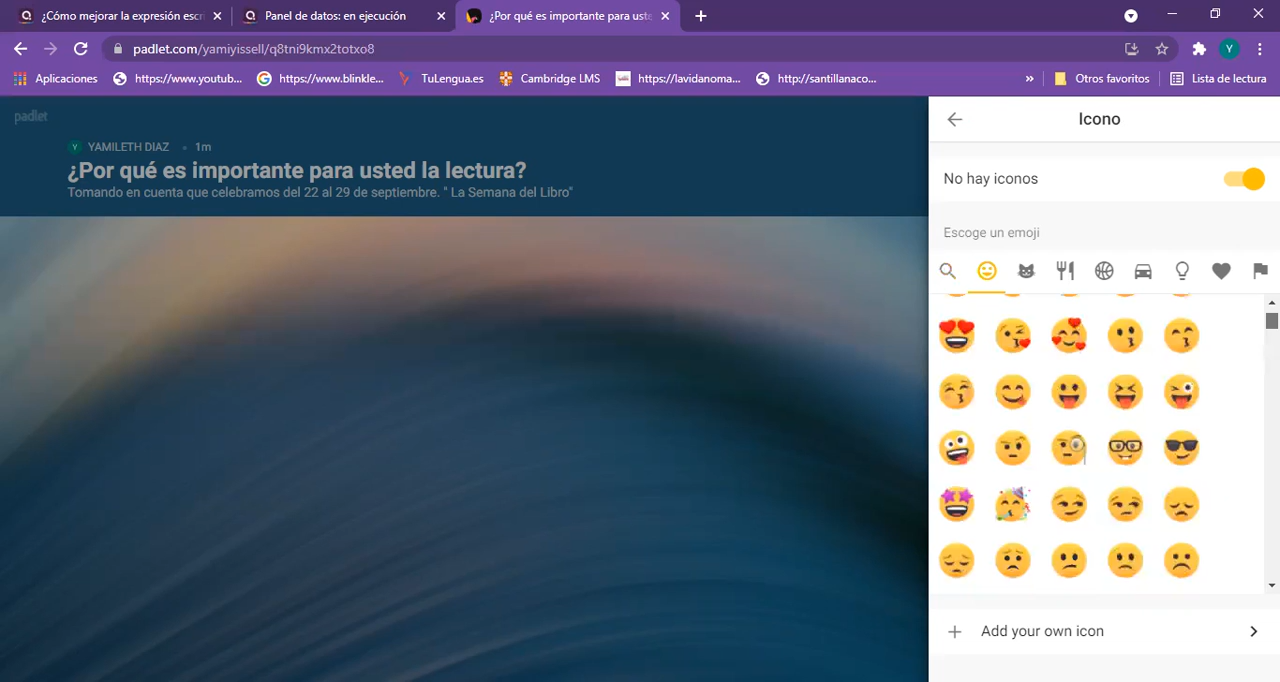 ¿Cómo mejorar la expresión escri
Panel de datos: en ejecución
¿Por qué es importante para uste
padlet.com/yamiyissell/q8tni9kmx2totxo8
Y
Aplicaciones
https://www.youtub...
https://www.blinkle...
TuLengua.es
Cambridge LMS
https://lavidanoma...
http://santillanaco...
»
Otros favoritos
Lista de lectura
padlet
Y YAMILETH DIAZ • 1m
¿Por qué es importante para usted la lectura?
Tomando en cuenta que celebramos del 22 al 29 de septiembre. " La Semana del Libro"
Icono
No hay iconos
Escoge un emoji
Add your own icon